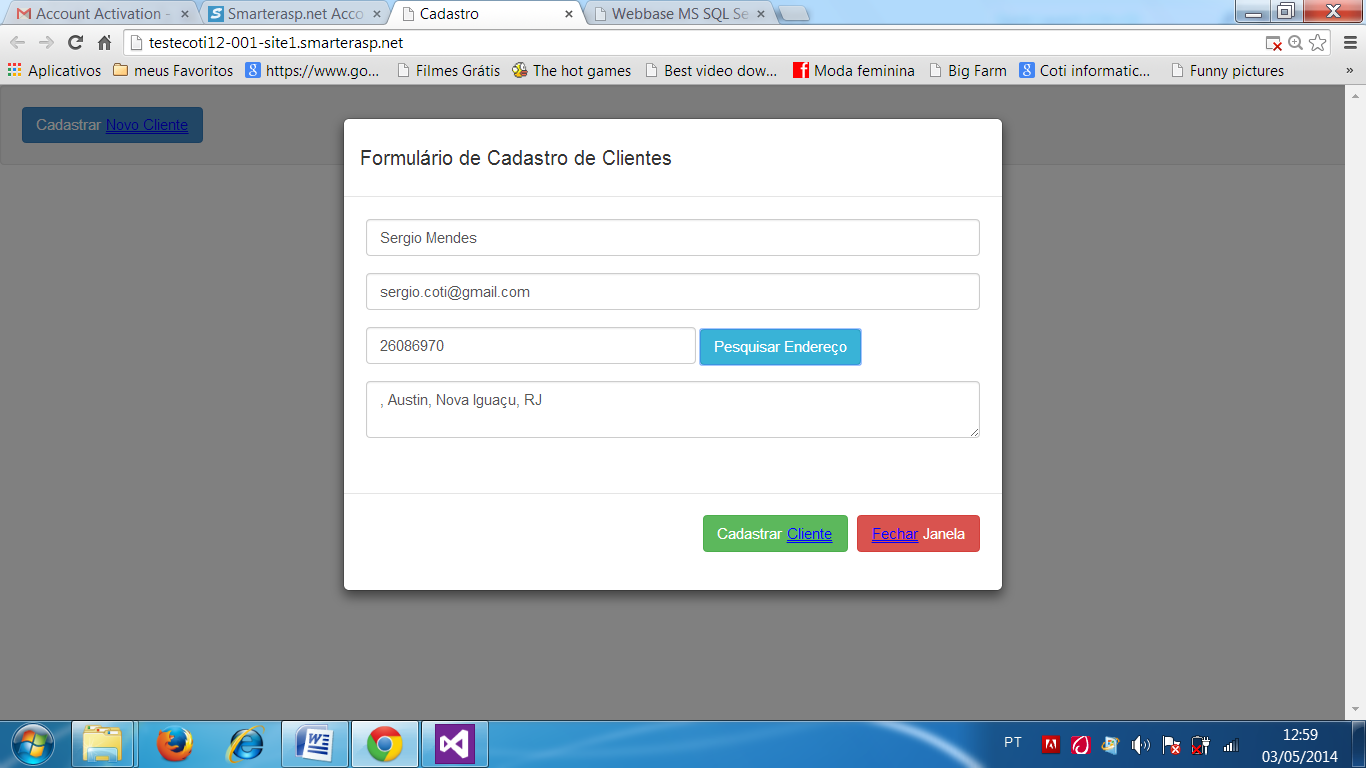 Account Activation -
Smarterasp.net Acco
Cadastro
Webbase MS SQL Se
testecoti12-001-site1.smarterasp.net
Aplicativos
meus Favoritos
https://www.go...
Filmes Grátis
The hot games
Best video dow...
Moda feminina
Big Farm
Coti informatic...
Funny pictures
»
Cadastrar Novo Cliente
Formulário de Cadastro de Clientes
Sergio Mendes
sergio.coti@gmail.com
26086970
Pesquisar Endereço
, Austin, Nova Iguaçu, RJ
Cadastrar Cliente
Fechar Janela
PT
12:59
03/05/2014